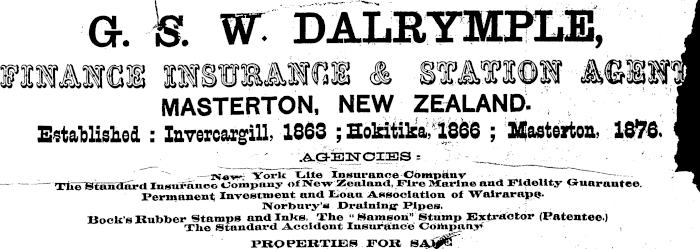 G. S. W. DALRYMPLE,
FINANCE INSURANCE & STATION AGENT
MASTERTON, NEW ZEALAND.
Established : Invercargill, 1863 ; Hokitika, 1866 ; Masterton, 1876.
AGENCIES :
New York Life Insurance Company
The Standard Insurance Company of New Zealand, Fire Marine and Fidelity Guarantee.
Permanent Investment and Loan Association of Wairarapa.
Norbury's Draining Pipes.
Bock's Rubber Stamps and Inks. The "Samson" Stump Extractor (Patentee.)
The Standard Accident Insurance Company
PROPERTIES FOR SALE